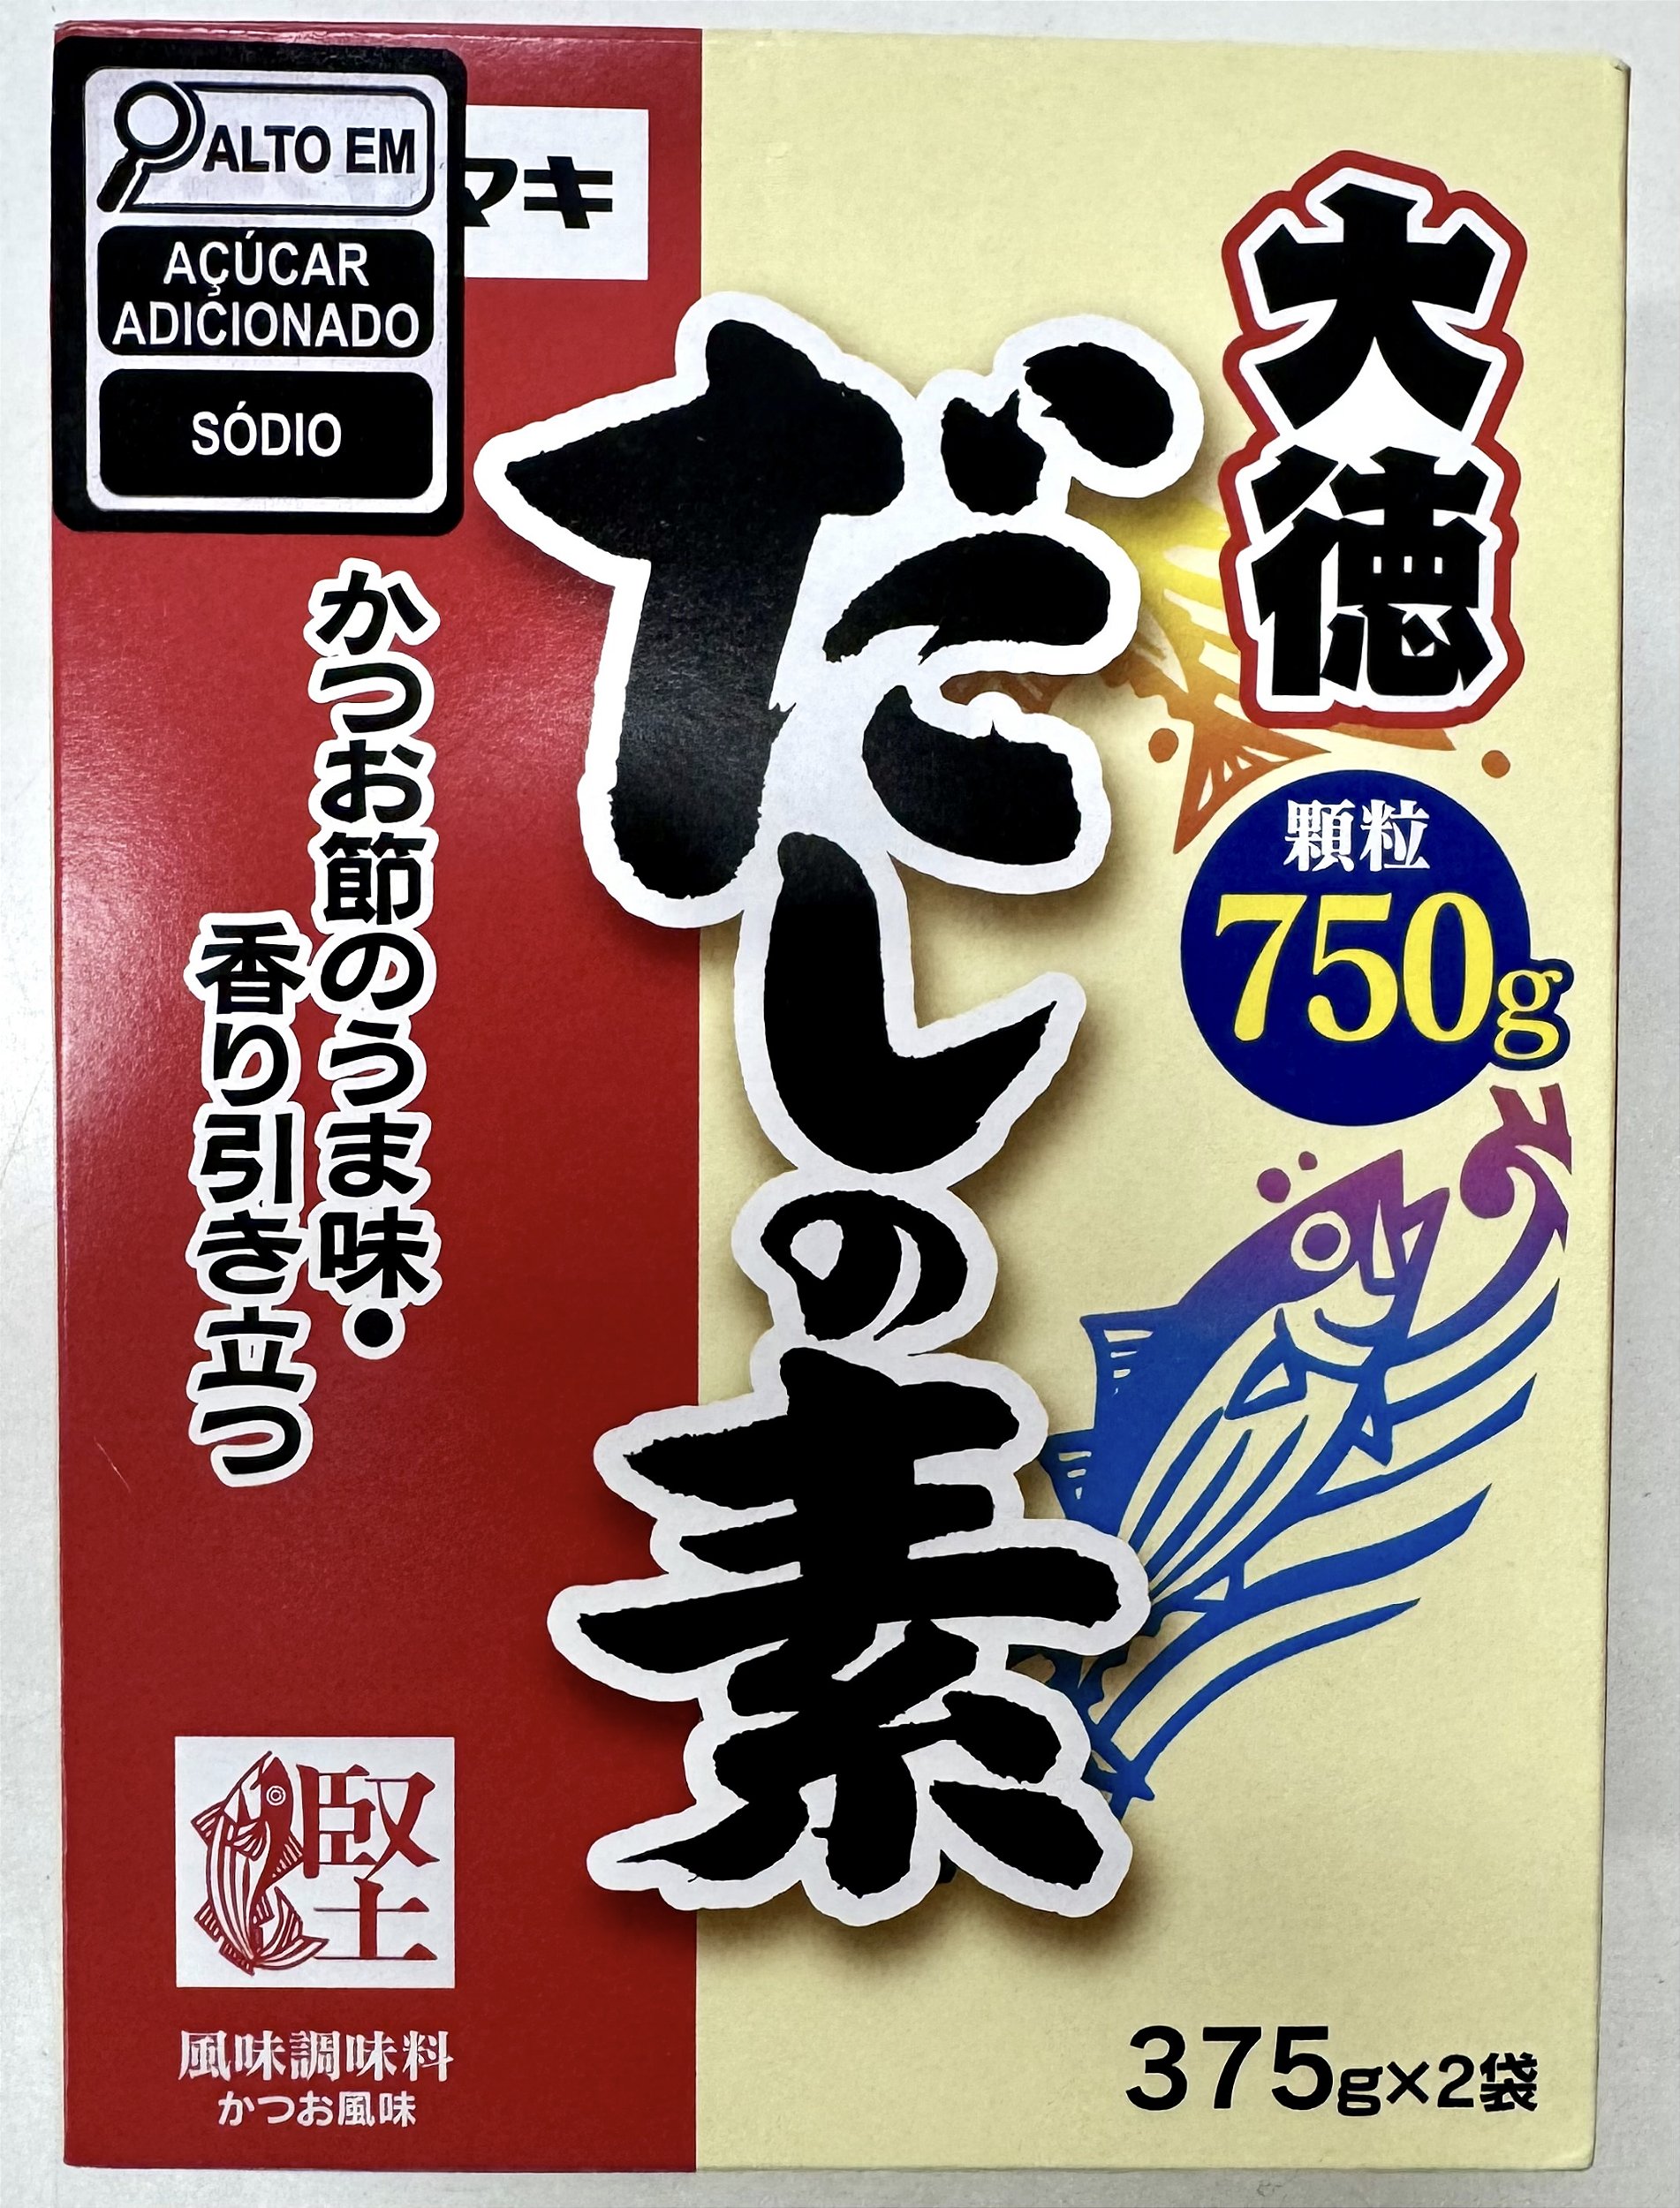 ALTO EM
AÇÚCAR
ADICIONADO
SÓDIO
マキ
大徳
だしの素
顆粒
750g
かつお節のうま味・
香り引き立つ
堅
風味調味料
かつお風味
375g×2袋